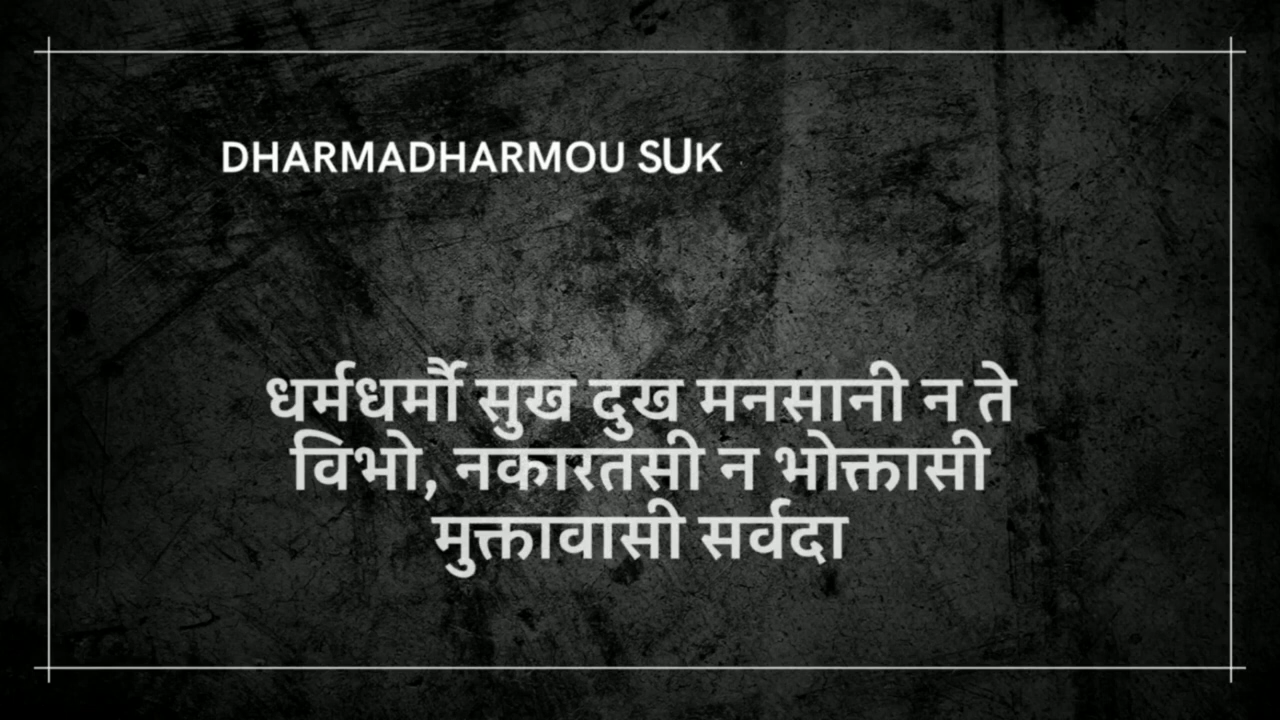 DHARMADHARMOU SUK
धर्मधर्मौ सुख दुख मनसानी न ते
विभो, नकारतसी न भोक्तासी
मुक्तावासी सर्वदा